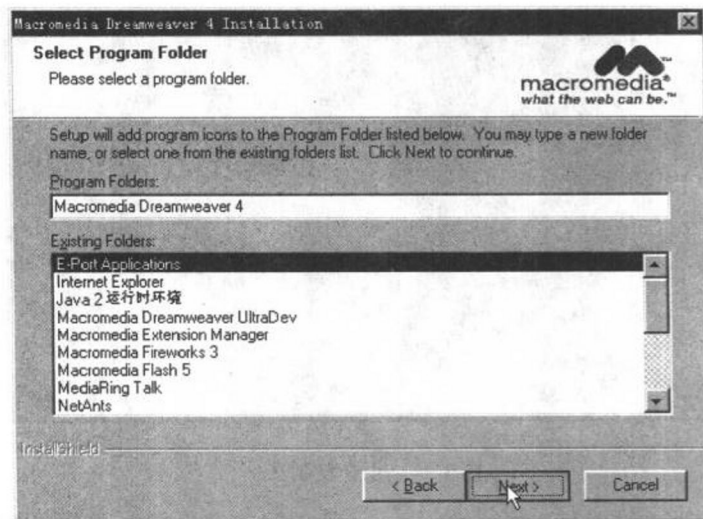 Macromedia Dreamweaver 4 Installation
Select Program Folder
Please select a program folder.
macromedia®
what the web can be.™
Setup will add program icons to the Program Folder listed below. You may type a new folder
name, or select one from the existing folders list. Click Next to continue.
Program Folders:
Macromedia Dreamweaver 4
Existing Folders:
E-Port Applications
Internet Explorer
Java 2 运行时环境
Macromedia Dreamweaver UltraDev
Macromedia Extension Manager
Macromedia Fireworks 3
Macromedia Flash 5
MediaRing Talk
NetAnts
InstallShield
< Back
Next >
Cancel